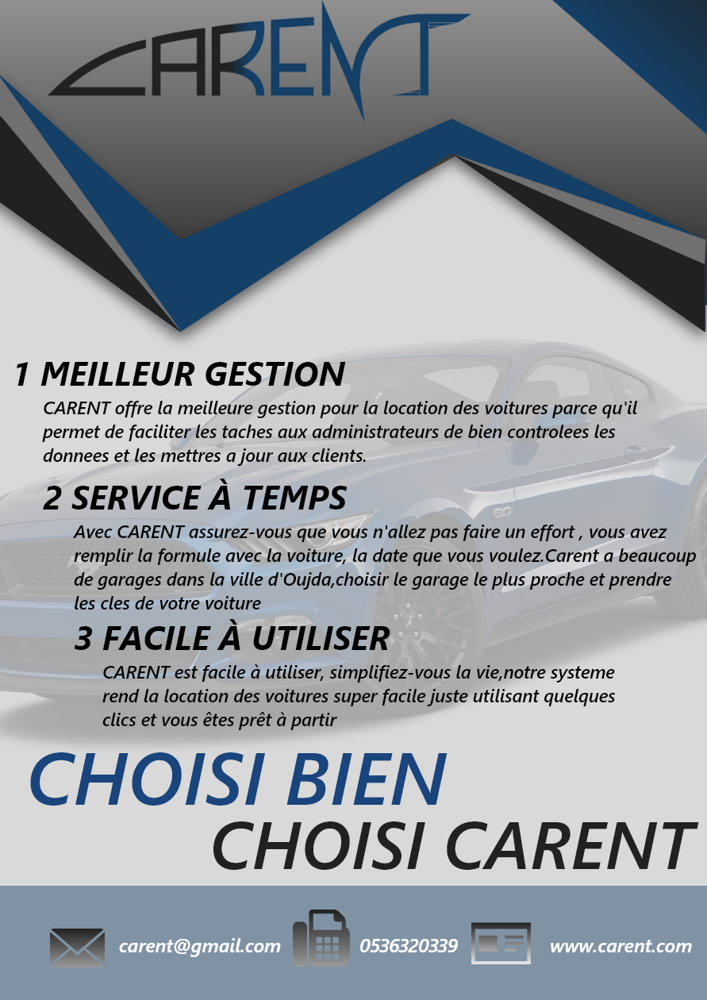 CARENT
1 MEILLEUR GESTION
CARENT offre la meilleure gestion pour la location des voitures parce qu'il
permet de faciliter les taches aux administrateurs de bien controlees les
donnees et les mettres a jour aux clients.
2 SERVICE À TEMPS
Avec CARENT assurez-vous que vous n'allez pas faire un effort , vous avez
remplir la formule avec la voiture, la date que vous voulez.Carent a beaucoup
de garages dans la ville d'Oujda,choisir le garage le plus proche et prendre
les cles de votre voiture
3 FACILE À UTILISER
CARENT est facile à utiliser, simplifiez-vous la vie,notre systeme
rend la location des voitures super facile juste utilisant quelques
clics et vous êtes prêt à partir
CHOISI BIEN
CHOISI CARENT
carent@gmail.com 0536320339 www.carent.com